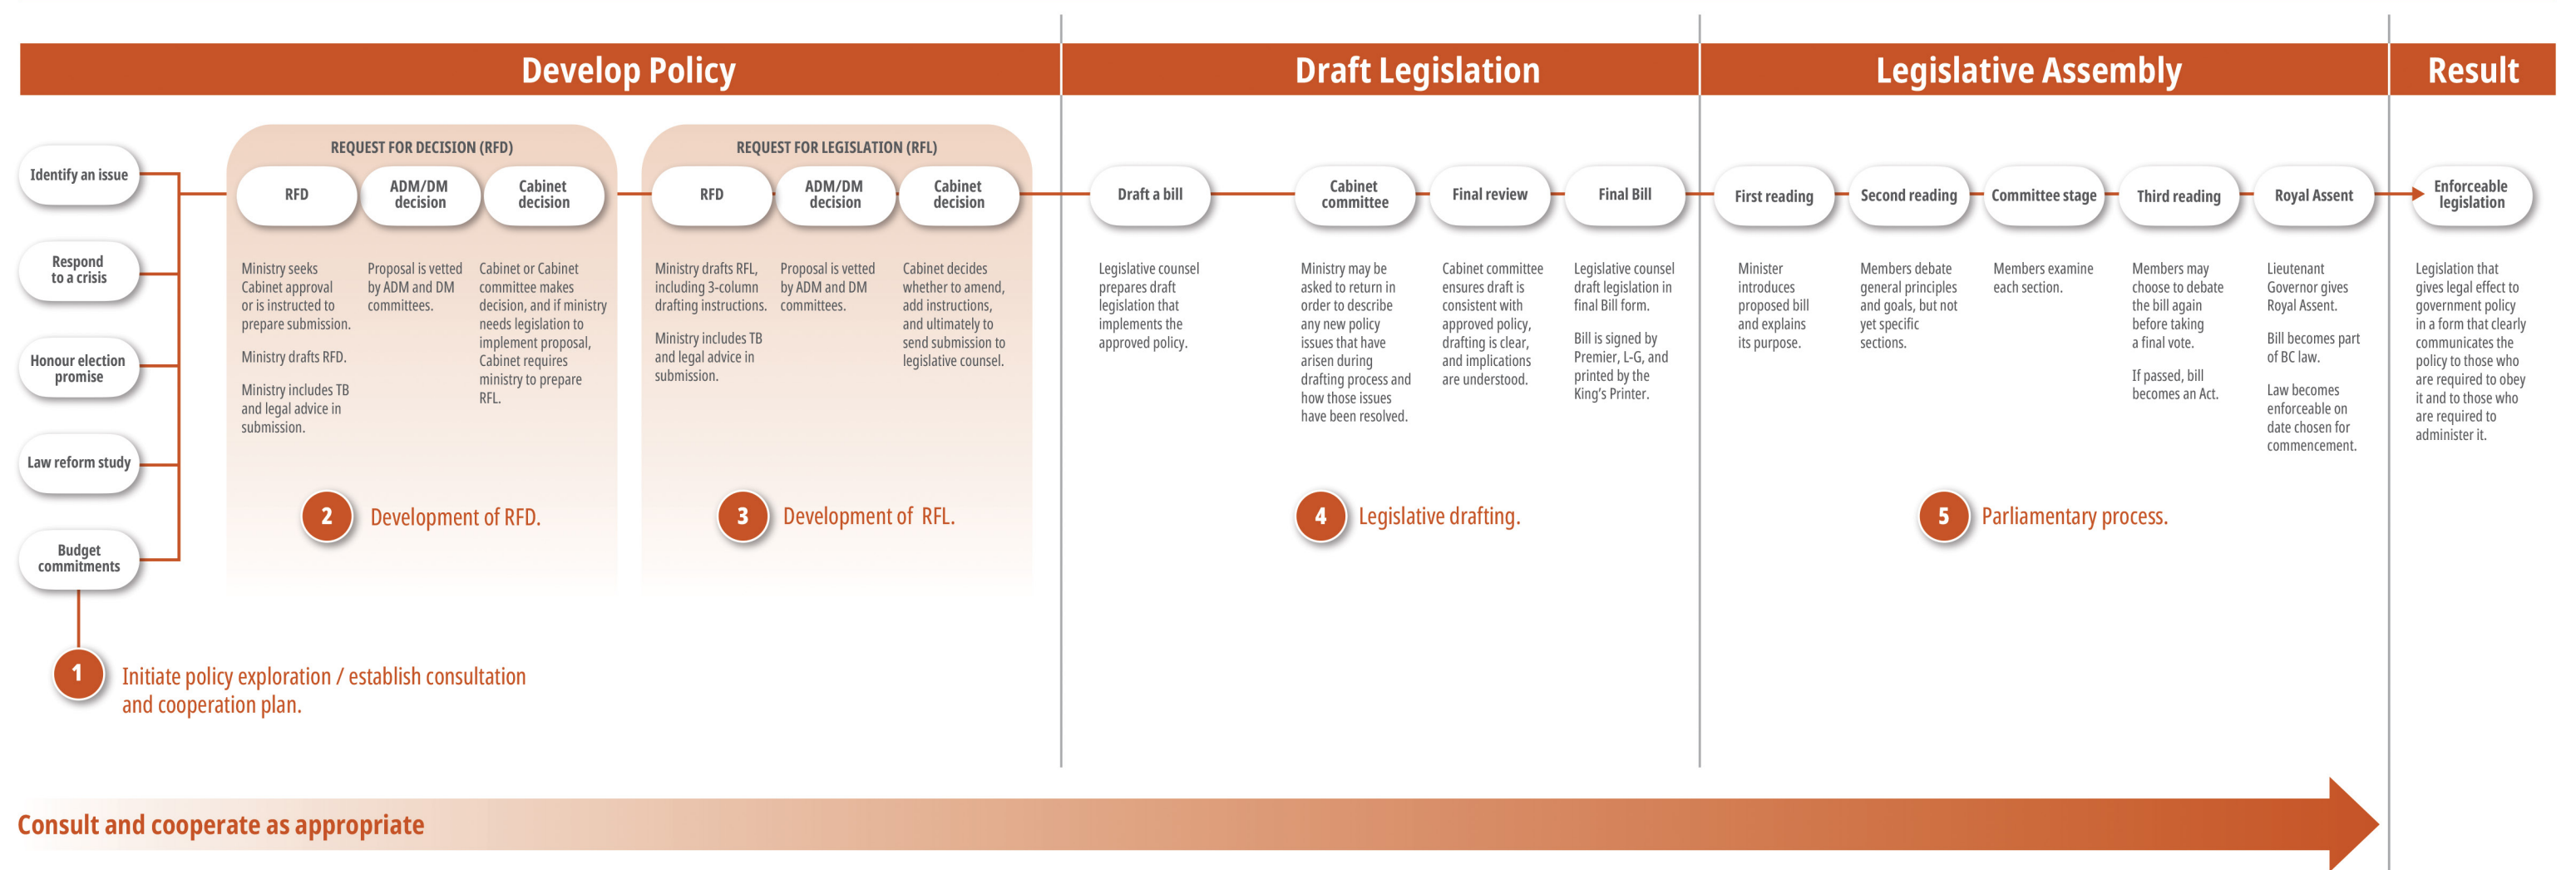 Develop Policy
Draft Legislation
Legislative Assembly
Result
Identify an issue
Respond
to a crisis
Honour election
promise
Law reform study
Budget
commitments
1
Initiate policy exploration / establish consultation
and cooperation plan.
REQUEST FOR DECISION (RFD)
RFD
Ministry seeks
Cabinet approval
or is instructed to
prepare submission.
Ministry drafts RFD.
Ministry includes TB
and legal advice in
submission.
ADM/DM
decision
Proposal is vetted
by ADM and DM
committees.
Cabinet
decision
Cabinet or Cabinet
committee makes
decision, and if ministry
needs legislation to
implement proposal,
Cabinet requires
ministry to prepare
RFL.
2
Development of RFD.
REQUEST FOR LEGISLATION (RFL)
RFD
Ministry drafts RFL,
including 3-column
drafting instructions.
Ministry includes TB
and legal advice in
submission.
ADM/DM
decision
Proposal is vetted
by ADM and DM
committees.
Cabinet
decision
Cabinet decides
whether to amend,
add instructions,
and ultimately to
send submission to
legislative counsel.
3
Development of RFL.
Draft a bill
Legislative counsel
prepares draft
legislation that
implements the
approved policy.
Cabinet
committee
Ministry may be
asked to return in
order to describe
any new policy
issues that have
arisen during
drafting process and
how those issues
have been resolved.
Final review
Cabinet committee
ensures draft is
consistent with
approved policy,
drafting is clear,
and implications
are understood.
Final Bill
Legislative counsel
draft legislation in
final Bill form.
Bill is signed by
Premier, L-G, and
printed by the
King's Printer.
4
Legislative drafting.
First reading
Minister
introduces
proposed bill
and explains
its purpose.
Second reading
Members debate
general principles
and goals, but not
yet specific
sections.
Committee stage
Members examine
each section.
Third reading
Members may
choose to debate
the bill again
before taking
a final vote.
If passed, bill
becomes an Act.
Royal Assent
Lieutenant
Governor gives
Royal Assent.
Bill becomes part
of BC law.
Law becomes
enforceable on
date chosen for
commencement.
5
Parliamentary process.
Enforceable
legislation
Legislation that
gives legal effect to
government policy
in a form that clearly
communicates the
policy to those who
are required to obey
it and to those who
are required to
administer it.
Consult and cooperate as appropriate